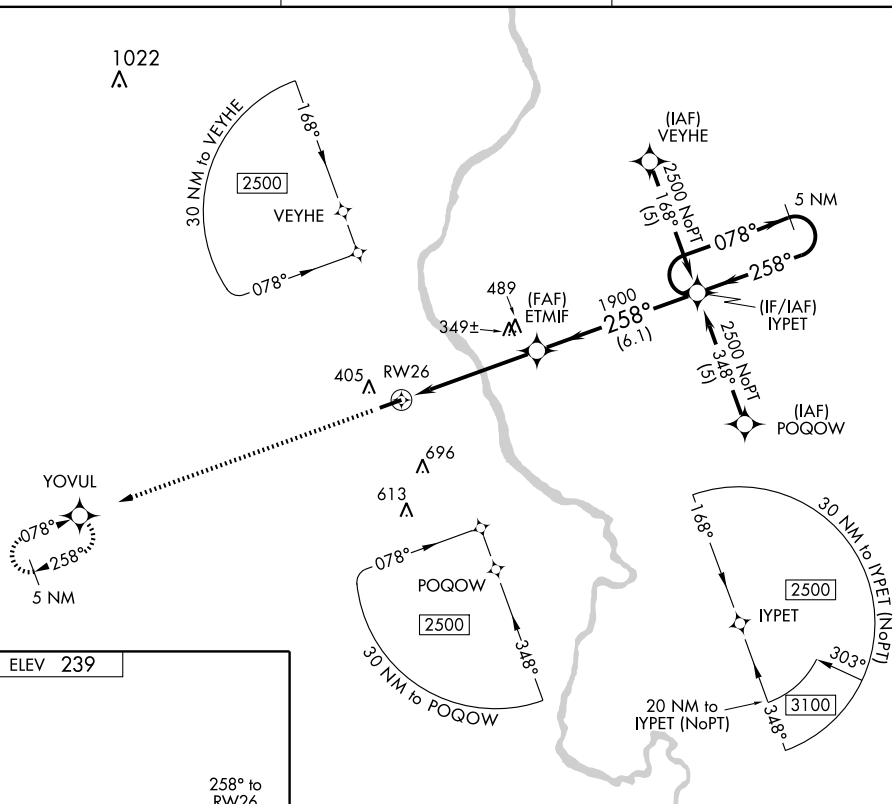 1022
30 NM to VEYHE
168°
2500
VEYHE
078°
(IAF)
VEYHE
2500 NoPT
168°
(5)
5 NM
078°
258°
(IF/IAF)
IYPET
1900
258°
(6.1)
489
(FAF)
ETMIF
349±
2500 NoPT
348°
(5)
(IAF)
POQOW
405
RW26
696
613
YOVUL
078°
258°
5 NM
078°
POQOW
2500
348°
30 NM to POQOW
168°
30 NM to IYPET (NoPT)
2500
IYPET
303°
20 NM to
IYPET (NoPT)
3100
348°
ELEV 239
258° to
RW26